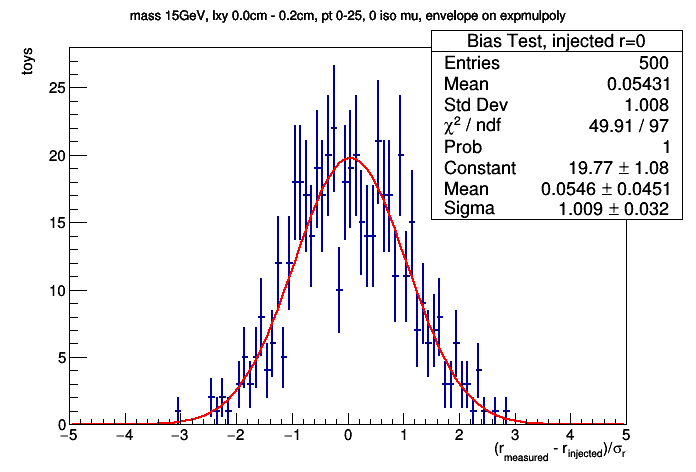 mass 15GeV, lxy 0.0cm - 0.2cm, pt 0-25, 0 iso mu, envelope on expmulpoly
Bias Test, injected r=0
Entries 500
Mean 0.05431
Std Dev 1.008
χ² / ndf 49.91 / 97
Prob 1
Constant 19.77 ± 1.08
Mean 0.0546 ± 0.0451
Sigma 1.009 ± 0.032
toys
25
20
15
10
5
0
−5 −4 −3 −2 −1 0 1 2 3 4 5
(r_measured - r_injected)/σ_r